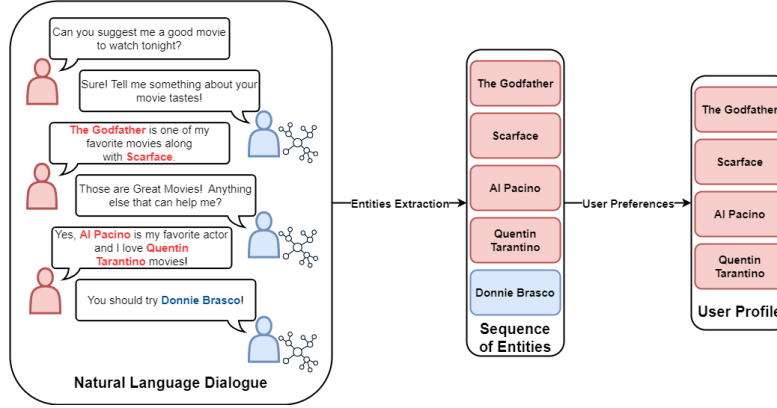 Can you suggest me a good movie
to watch tonight?
Sure! Tell me something about your
movie tastes!
The Godfather is one of my
favorite movies along
with Scarface.
Those are Great Movies! Anything
else that can help me?
Yes, Al Pacino is my favorite actor
and I love Quentin
Tarantino movies!
You should try Donnie Brasco!
Natural Language Dialogue
Entities Extraction
The Godfather
Scarface
Al Pacino
Quentin
Tarantino
Donnie Brasco
Sequence
of Entities
User Preferences
The Godfather
Scarface
Al Pacino
Quentin
Tarantino
User Profile